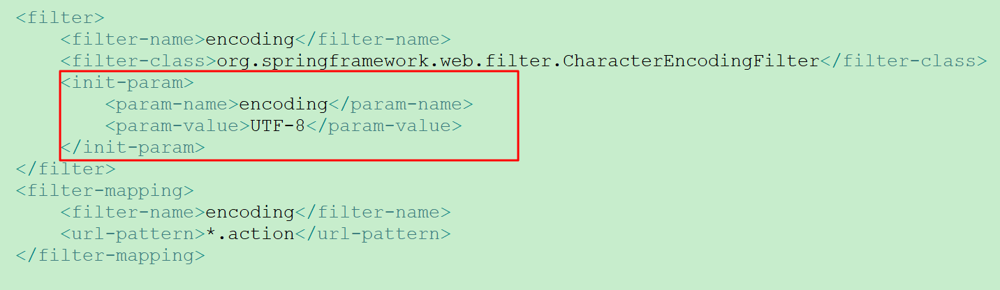 <filter>
    <filter-name>encoding</filter-name>
    <filter-class>org.springframework.web.filter.CharacterEncodingFilter</filter-class>
    <init-param>
        <param-name>encoding</param-name>
        <param-value>UTF-8</param-value>
    </init-param>
</filter>
<filter-mapping>
    <filter-name>encoding</filter-name>
    <url-pattern>*.action</url-pattern>
</filter-mapping>